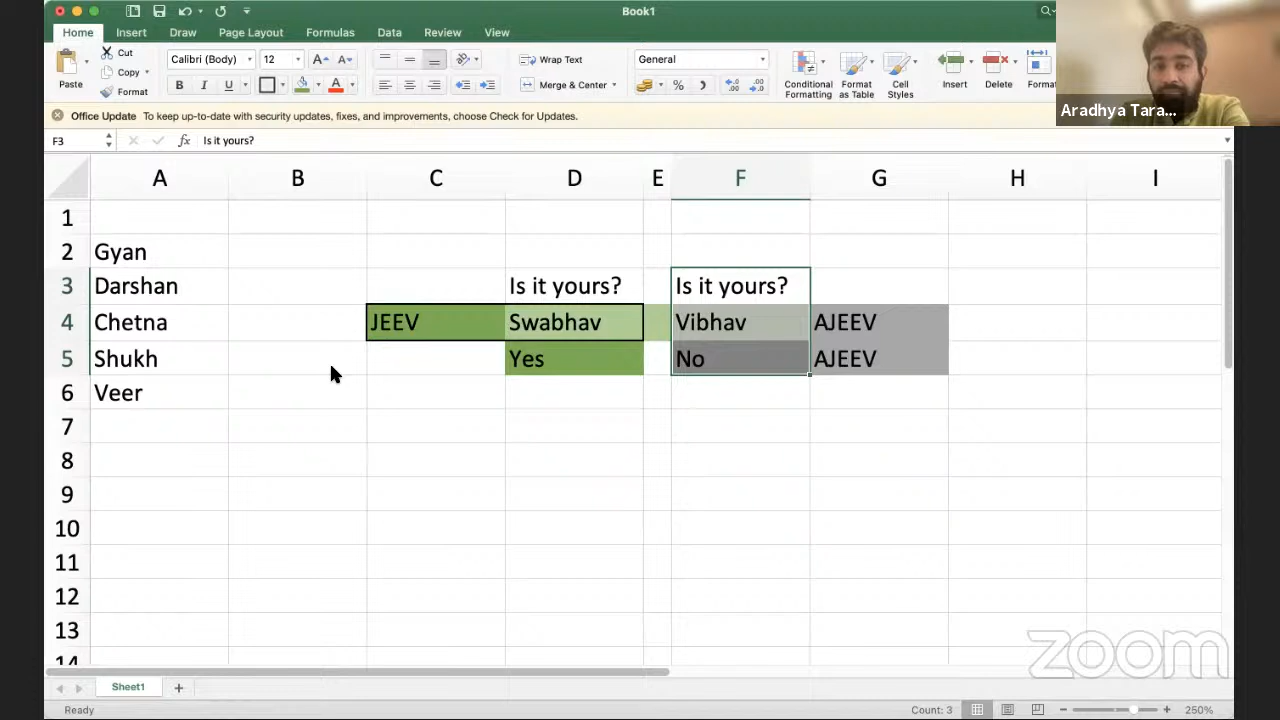 Book1
Home Insert Draw Page Layout Formulas Data Review View
Paste
Cut
Copy
Format
Calibri (Body) 12
A A
B I U A
Wrap Text
Merge & Center
General
%
Conditional Formatting
Format as Table
Cell Styles
Insert
Delete
Format
Aradhya Tara...
Office Update To keep up-to-date with security updates, fixes, and improvements, choose Check for Updates.
F3 fx Is it yours?
A B C D E F G H I
1
2 Gyan
3 Darshan Is it yours? Is it yours?
4 Chetna JEEV Swabhav Vibhav AJEEV
5 Shukh Yes No AJEEV
6 Veer
7
8
9
10
11
12
13
14
zoom
Sheet1 +
Ready Count: 3 250%